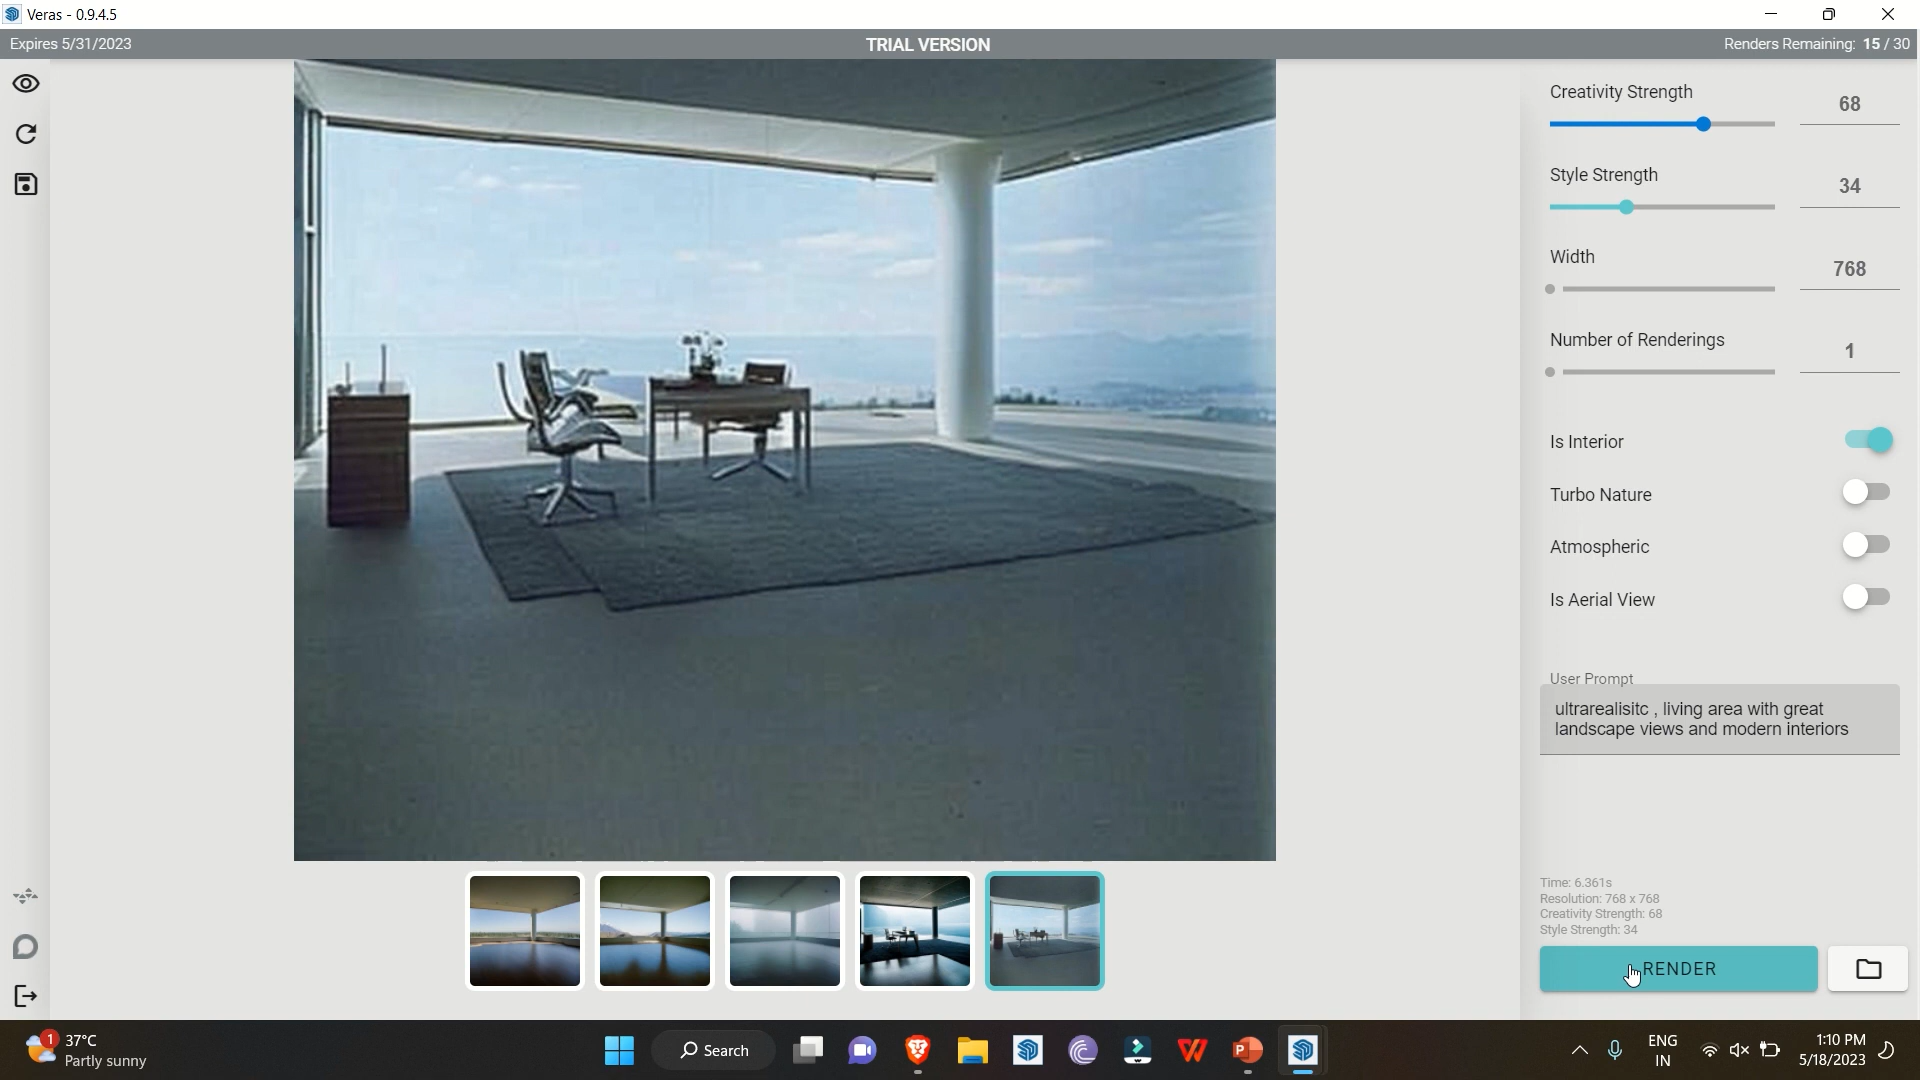 Veras - 0.9.4.5
Expires 5/31/2023
TRIAL VERSION
Renders Remaining: 15 / 30
Creativity Strength
68
Style Strength
34
Width
768
Number of Renderings
1
Is Interior
Turbo Nature
Atmospheric
Is Aerial View
User Prompt
ultrarealisitc , living area with great
landscape views and modern interiors
Time: 6.361s
Resolution: 768 x 768
Creativity Strength: 68
Style Strength: 34
RENDER
1
37°C
Partly sunny
Search
ENG
IN
1:10 PM
5/18/2023